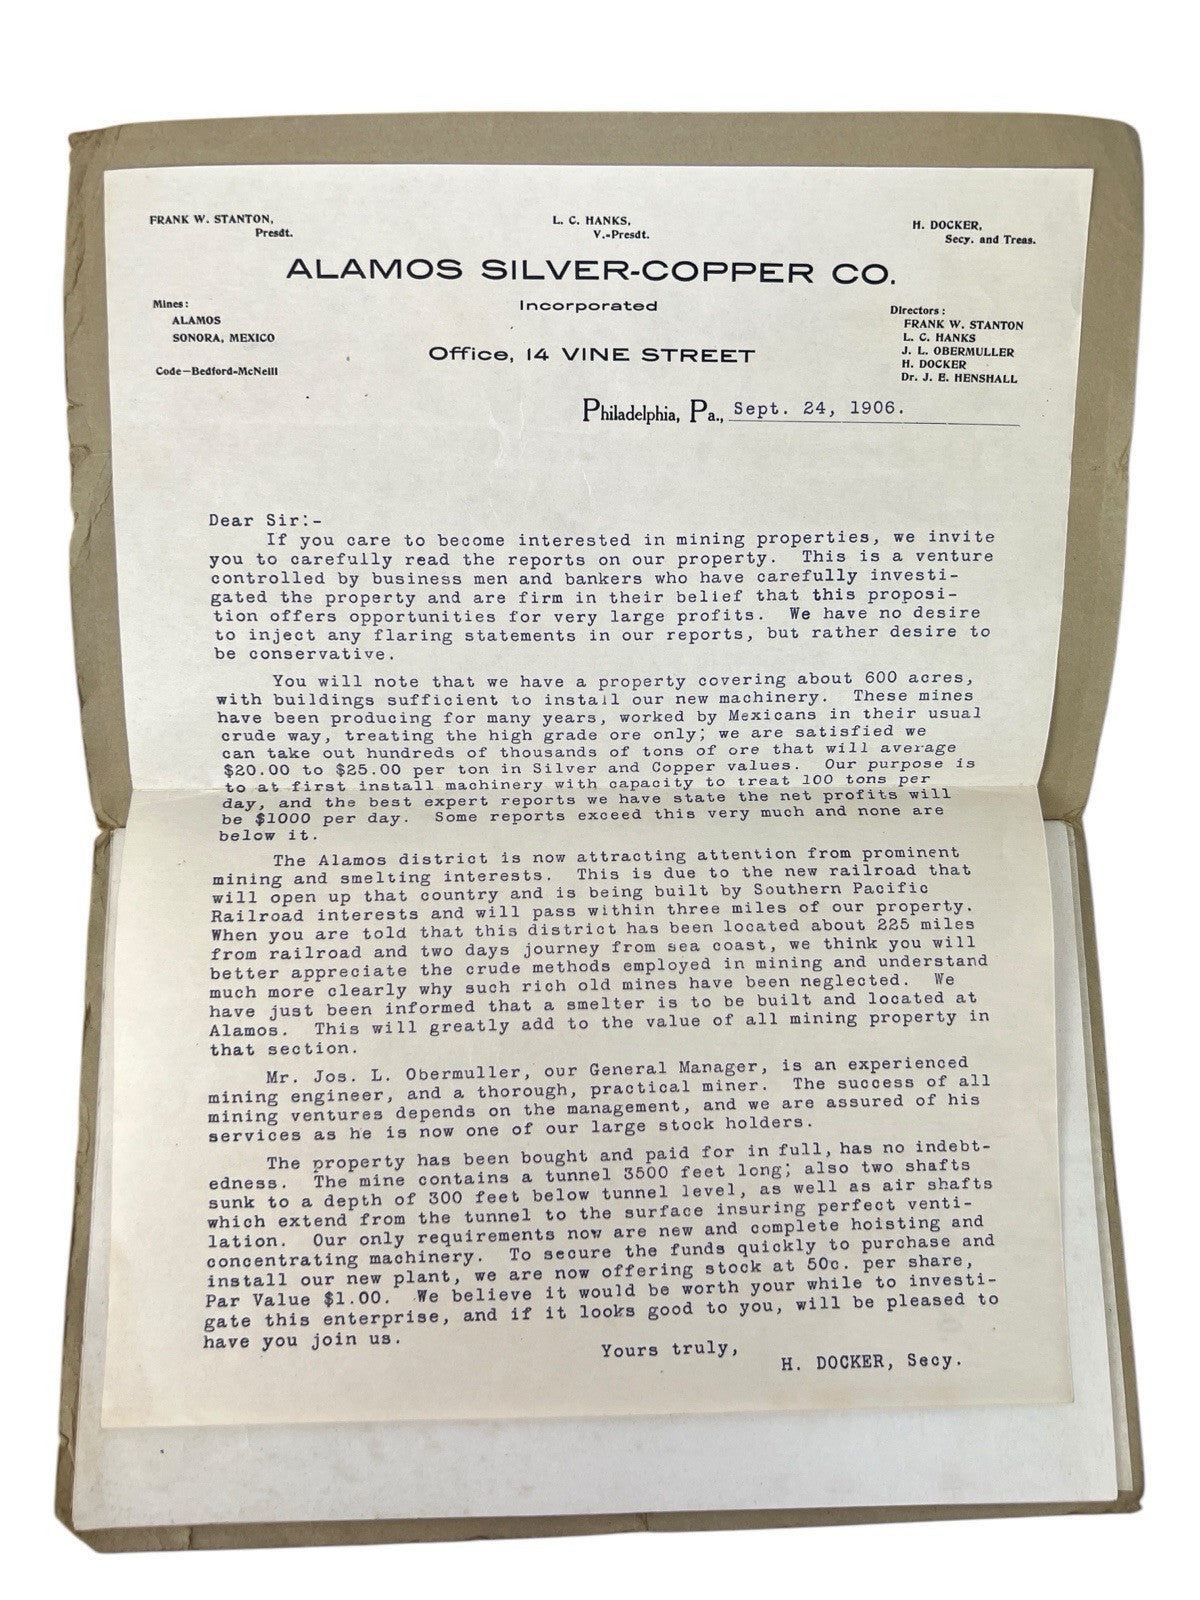 FRANK W. STANTON,
Presdt.
L. C. HANKS,
V.-Presdt.
H. DOCKER,
Secy. and Treas.
ALAMOS SILVER-COPPER CO.
Incorporated
Mines:
ALAMOS
SONORA, MEXICO
Code—Bedford-McNeill
Office, 14 VINE STREET
Directors:
FRANK W. STANTON
L. C. HANKS
J. L. OBERMULLER
H. DOCKER
Dr. J. E. HENSHALL
Philadelphia, Pa., Sept. 24, 1906.
Dear Sir:-
If you care to become interested in mining properties, we invite
you to carefully read the reports on our property. This is a venture
controlled by business men and bankers who have carefully investi-
gated the property and are firm in their belief that this proposi-
tion offers opportunities for very large profits. We have no desire
to inject any flaring statements in our reports, but rather desire to
be conservative.
You will note that we have a property covering about 600 acres,
with buildings sufficient to install our new machinery. These mines
have been producing for many years, worked by Mexicans in their usual
crude way, treating the high grade ore only; we are satisfied we
can take out hundreds of thousands of tons of ore that will average
$20.00 to $25.00 per ton in Silver and Copper values. Our purpose is
to at first install machinery with capacity to treat 100 tons per
day, and the best expert reports we have state the net profits will
be $1000 per day. Some reports exceed this very much and none are
below it.
The Alamos district is now attracting attention from prominent
mining and smelting interests. This is due to the new railroad that
will open up that country and is being built by Southern Pacific
Railroad interests and will pass within three miles of our property.
When you are told that this district has been located about 225 miles
from railroad and two days journey from sea coast, we think you will
better appreciate the crude methods employed in mining and understand
much more clearly why such rich old mines have been neglected. We
have just been informed that a smelter is to be built and located at
Alamos. This will greatly add to the value of all mining property in
that section.
Mr. Jos. L. Obermuller, our General Manager, is an experienced
mining engineer, and a thorough, practical miner. The success of all
mining ventures depends on the management, and we are assured of his
services as he is now one of our large stock holders.
The property has been bought and paid for in full, has no indebt-
edness. The mine contains a tunnel 3500 feet long; also two shafts
sunk to a depth of 300 feet below tunnel level, as well as air shafts
which extend from the tunnel to the surface insuring perfect venti-
lation. Our only requirements now are new and complete hoisting and
concentrating machinery. To secure the funds quickly to purchase and
install our new plant, we are now offering stock at 50c. per share,
Par Value $1.00. We believe it would be worth your while to investi-
gate this enterprise, and if it looks good to you, will be pleased to
have you join us.
Yours truly,
H. DOCKER, Secy.